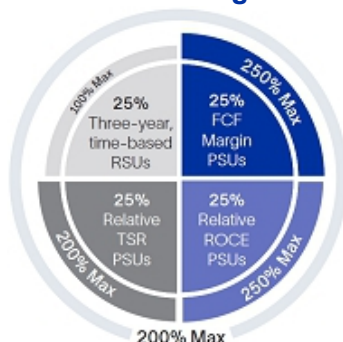 100% Max
250% Max
25%
Three-year,
time-based
RSUs
25%
FCF
Margin
PSUs
25%
Relative
TSR
PSUs
25%
Relative
ROCE
PSUs
200% Max
250% Max
200% Max